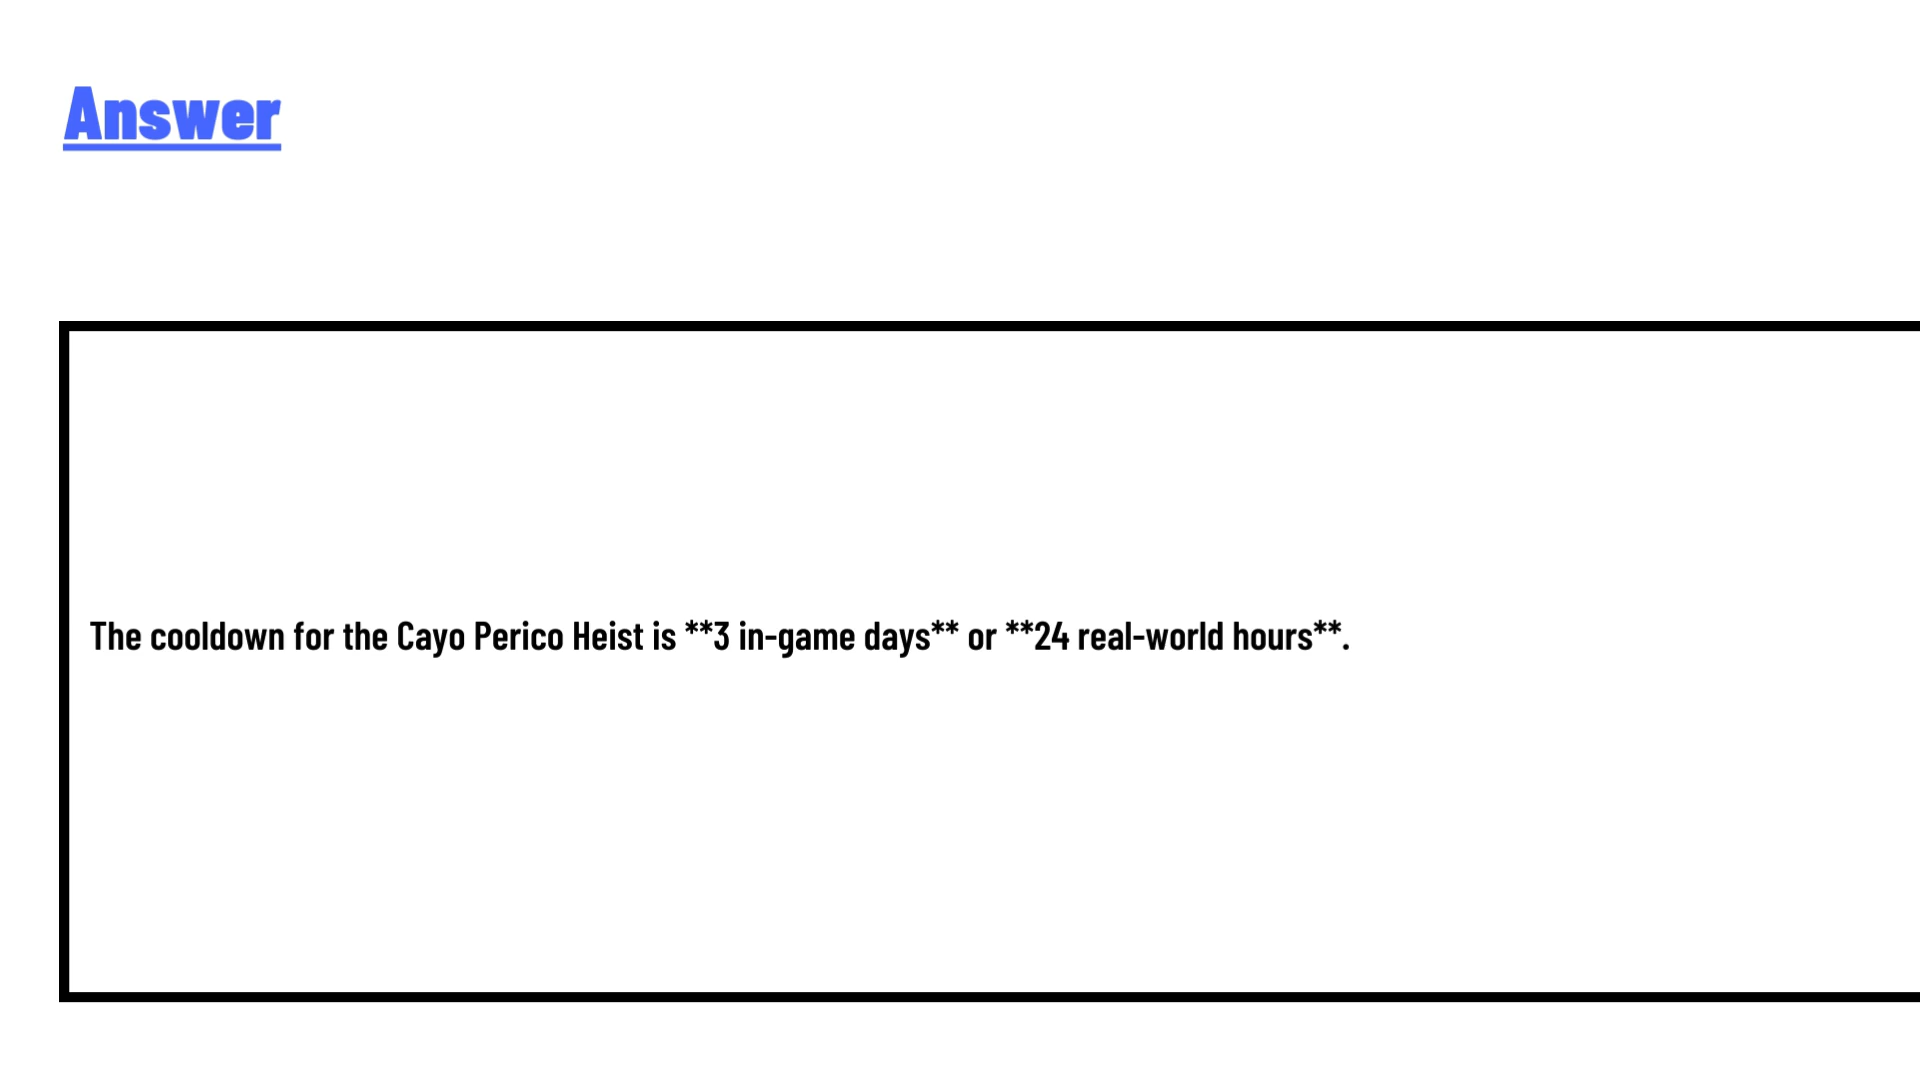 Answer
The cooldown for the Cayo Perico Heist is **3 in-game days** or **24 real-world hours**.